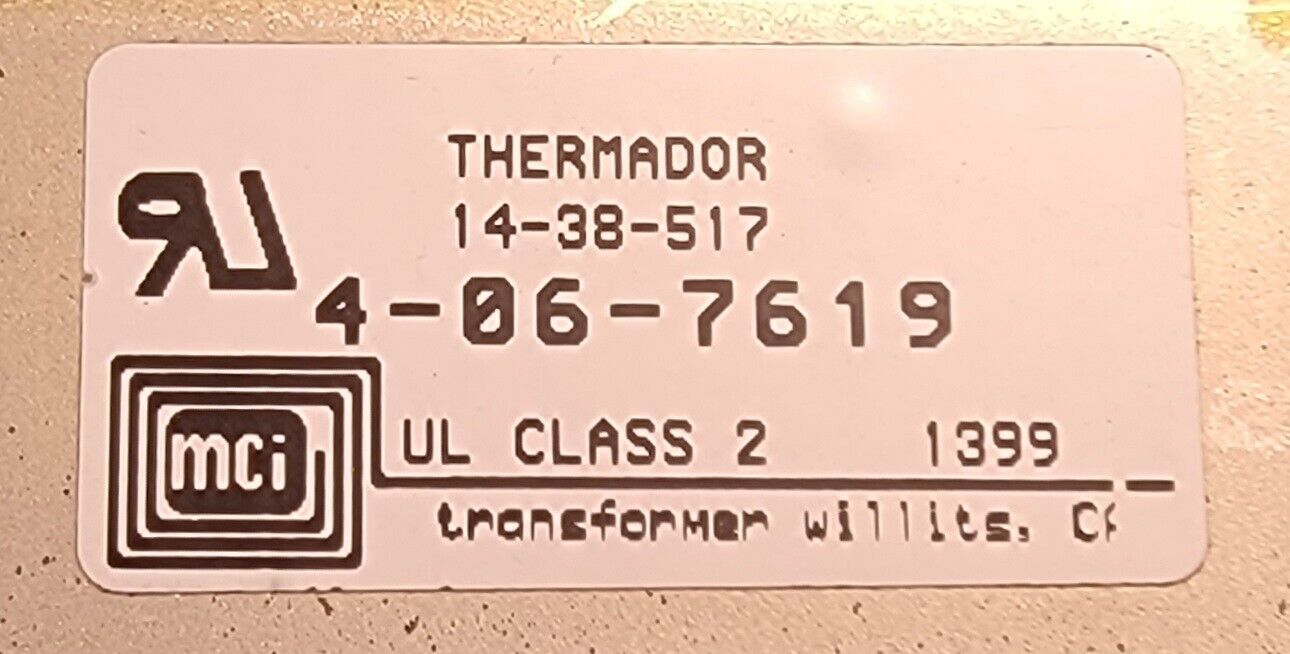 THERMADOR
14-38-517
4-06-7619
mci
UL CLASS 2 1399
transformer willits, CA